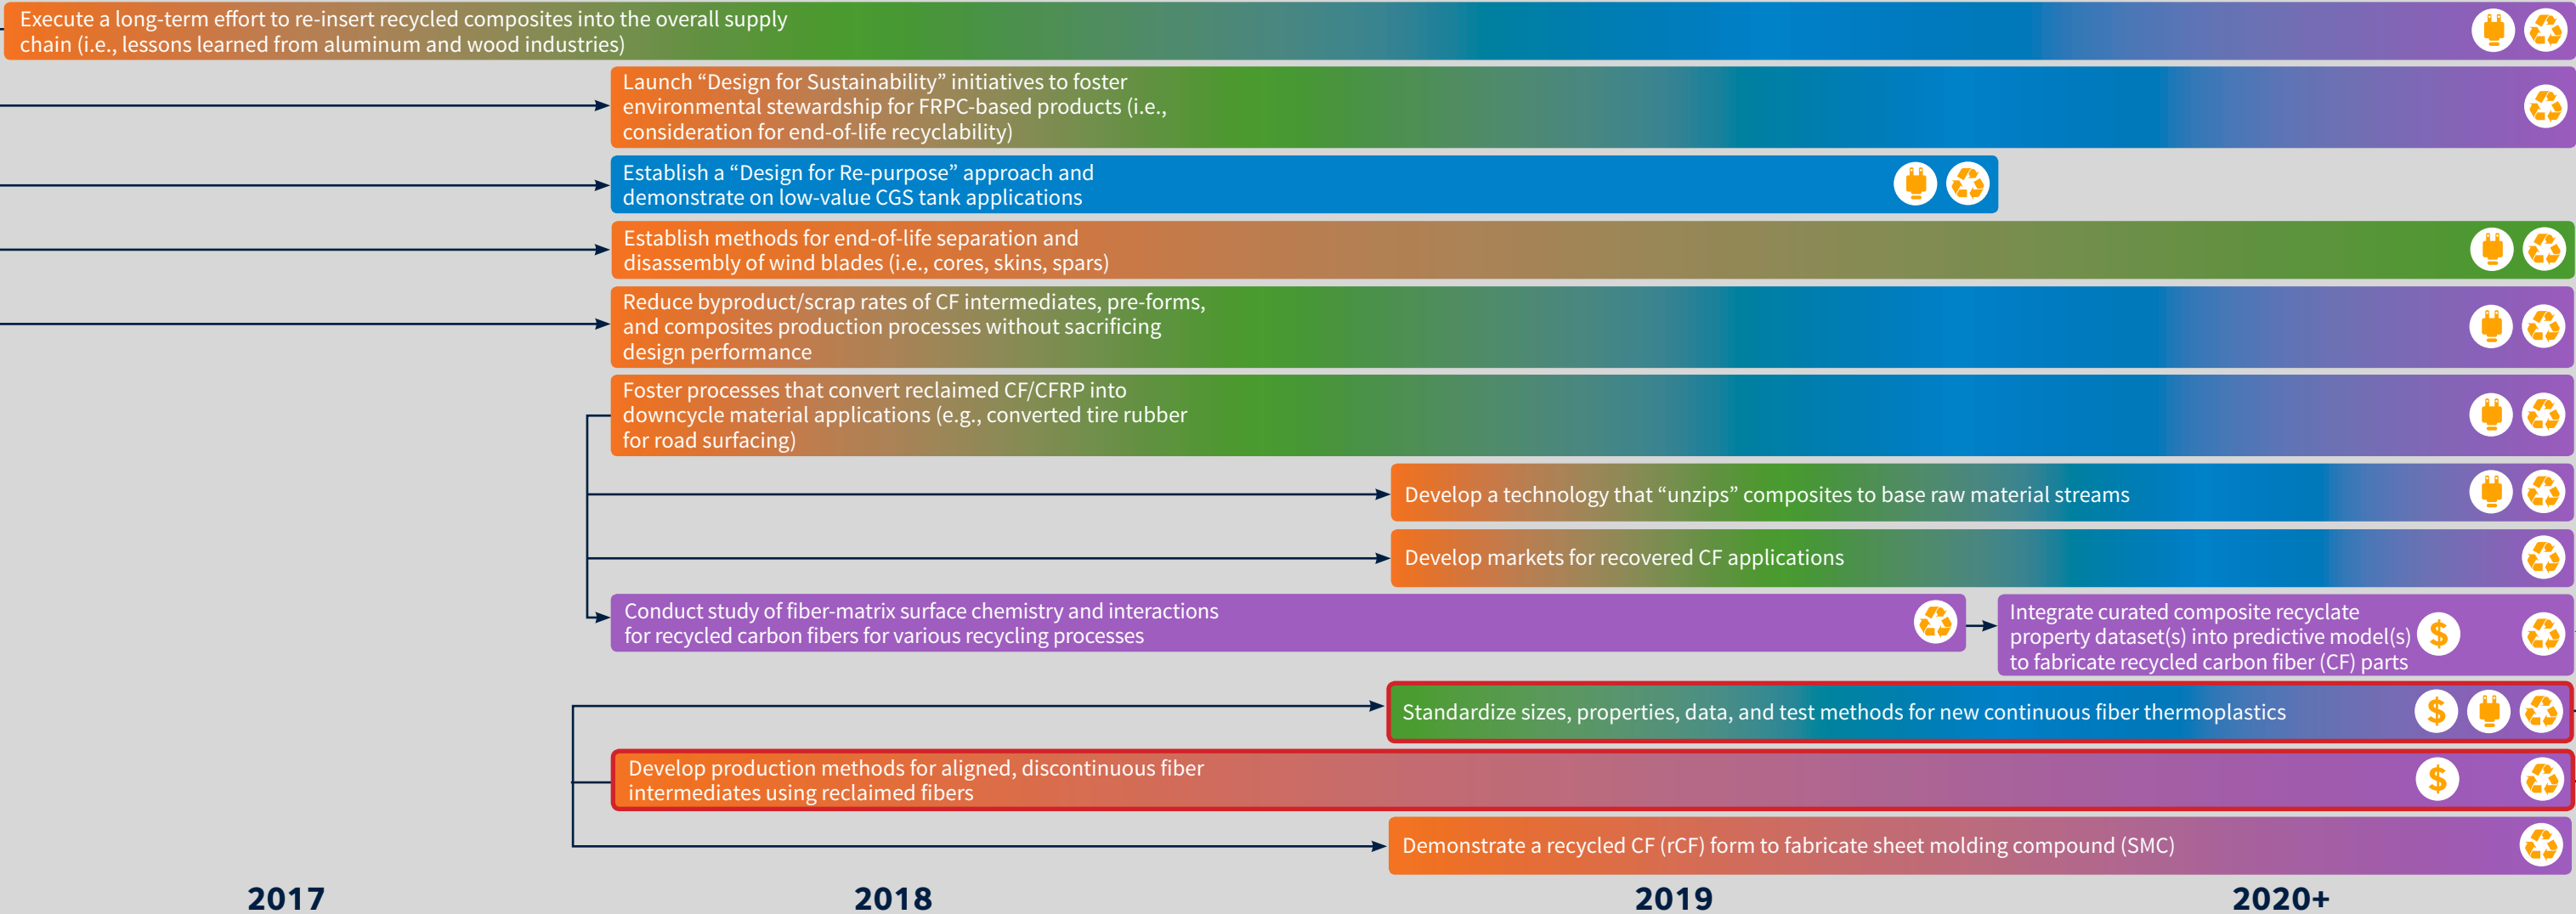 Execute a long-term effort to re-insert recycled composites into the overall supply
chain (i.e., lessons learned from aluminum and wood industries)
Launch “Design for Sustainability” initiatives to foster
environmental stewardship for FRPC-based products (i.e.,
consideration for end-of-life recyclability)
Establish a “Design for Re-purpose” approach and
demonstrate on low-value CGS tank applications
Establish methods for end-of-life separation and
disassembly of wind blades (i.e., cores, skins, spars)
Reduce byproduct/scrap rates of CF intermediates, pre-forms,
and composites production processes without sacrificing
design performance
Foster processes that convert reclaimed CF/CFRP into
downcycle material applications (e.g., converted tire rubber
for road surfacing)
Develop a technology that “unzips” composites to base raw material streams
Develop markets for recovered CF applications
Conduct study of fiber-matrix surface chemistry and interactions
for recycled carbon fibers for various recycling processes
Integrate curated composite recyclate
property dataset(s) into predictive model(s)
to fabricate recycled carbon fiber (CF) parts
$
Standardize sizes, properties, data, and test methods for new continuous fiber thermoplastics
$
Develop production methods for aligned, discontinuous fiber
intermediates using reclaimed fibers
$
Demonstrate a recycled CF (rCF) form to fabricate sheet molding compound (SMC)
2017 2018 2019 2020+